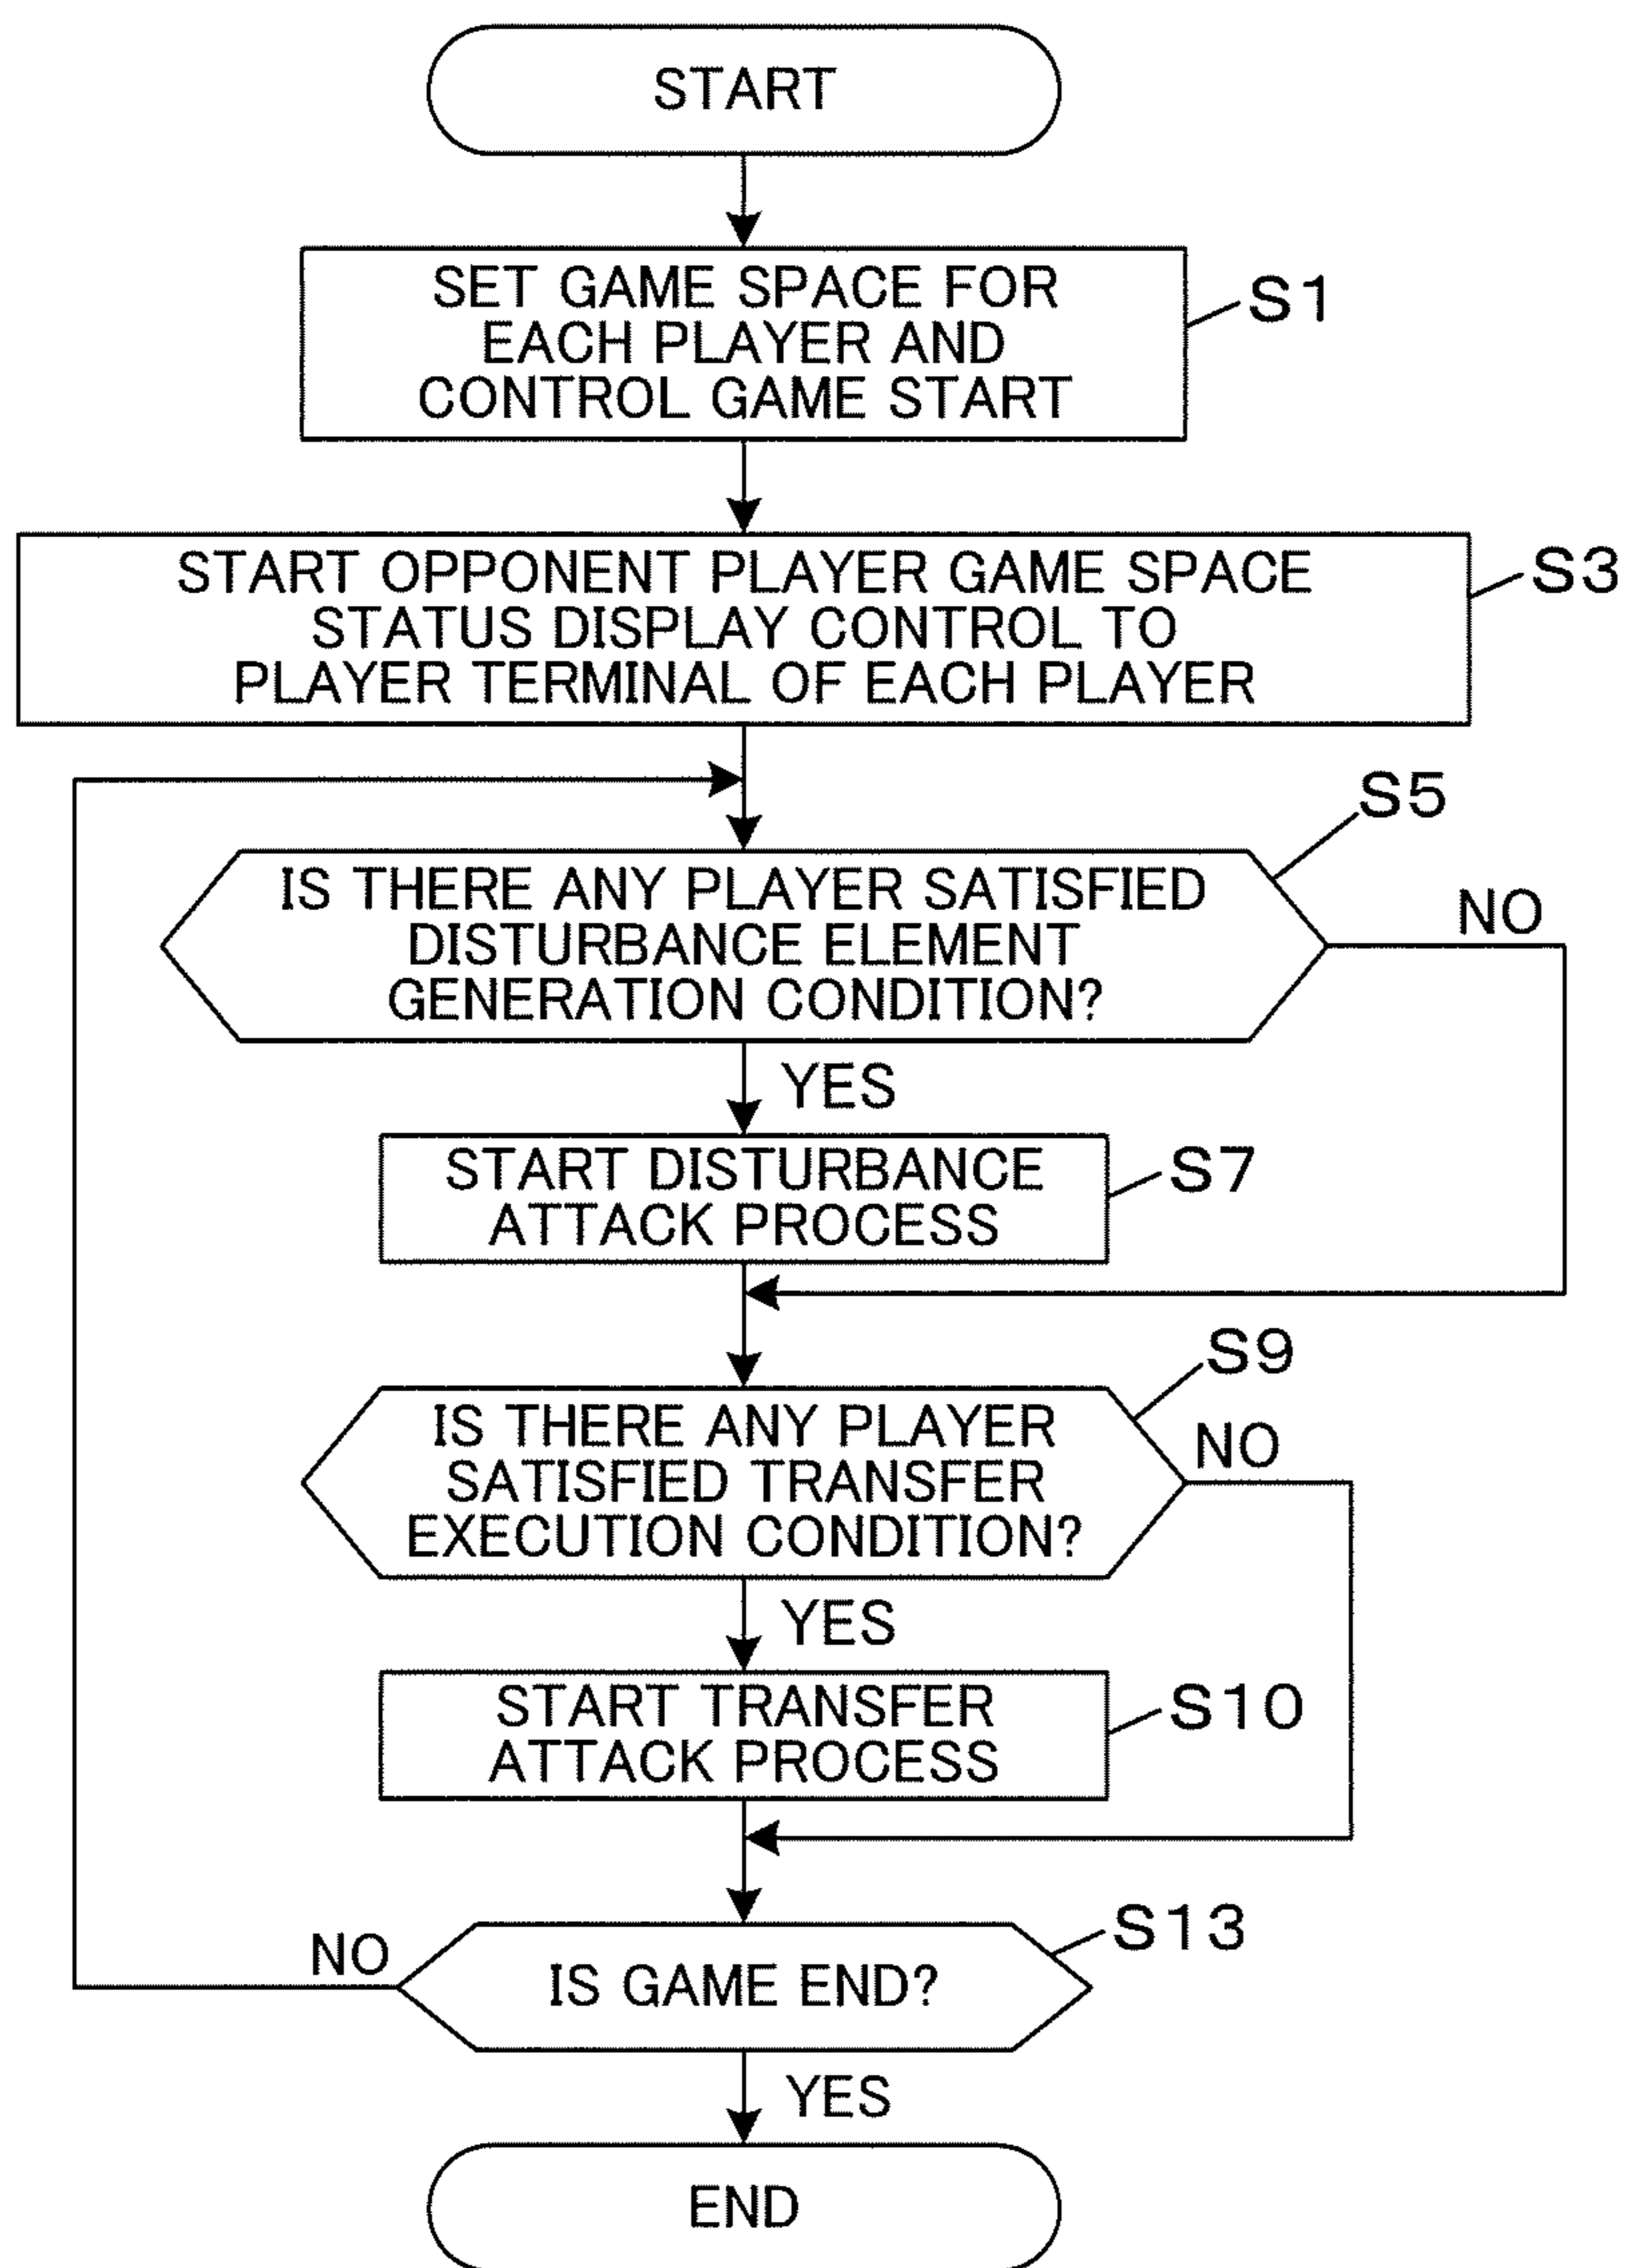 START
SET GAME SPACE FOR
EACH PLAYER AND
CONTROL GAME START
S1
START OPPONENT PLAYER GAME SPACE
STATUS DISPLAY CONTROL TO
PLAYER TERMINAL OF EACH PLAYER
S3
IS THERE ANY PLAYER SATISFIED
DISTURBANCE ELEMENT
GENERATION CONDITION?
S5
NO
YES
START DISTURBANCE
ATTACK PROCESS
S7
IS THERE ANY PLAYER
SATISFIED TRANSFER
EXECUTION CONDITION?
S9
NO
YES
START TRANSFER
ATTACK PROCESS
S10
IS GAME END?
S13
NO
YES
END